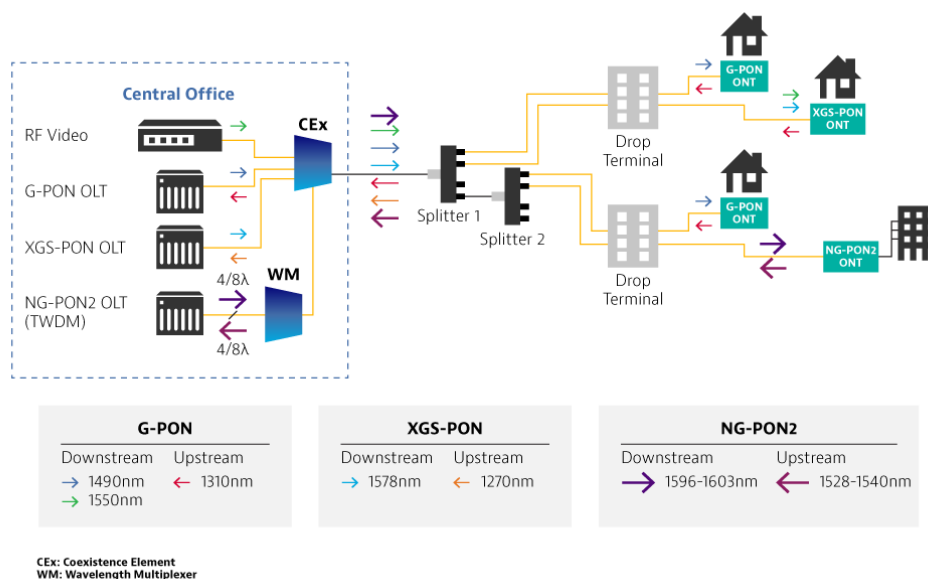 Central Office
RF Video
G-PON OLT
XGS-PON OLT
NG-PON2 OLT
(TWDM)
4/8λ
4/8λ
WM
CEx
Splitter 1
Splitter 2
Drop
Terminal
G-PON
ONT
XGS-PON
ONT
Drop
Terminal
G-PON
ONT
NG-PON2
ONT
G-PON
Downstream Upstream
1490nm 1310nm
1550nm
XGS-PON
Downstream Upstream
1578nm 1270nm
NG-PON2
Downstream Upstream
1596-1603nm 1528-1540nm
CEx: Coexistence Element
WM: Wavelength Multiplexer